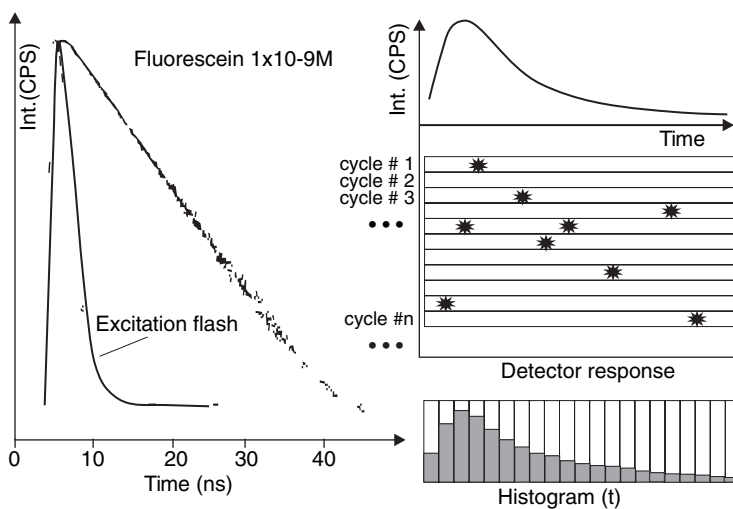 Int.(CPS)
Fluorescein 1x10-9M
Excitation flash
0 10 20 30 40
Time (ns)
Int. (CPS)
Time
cycle # 1
cycle # 2
cycle # 3
•••
cycle #n
•••
Detector response
Histogram (t)